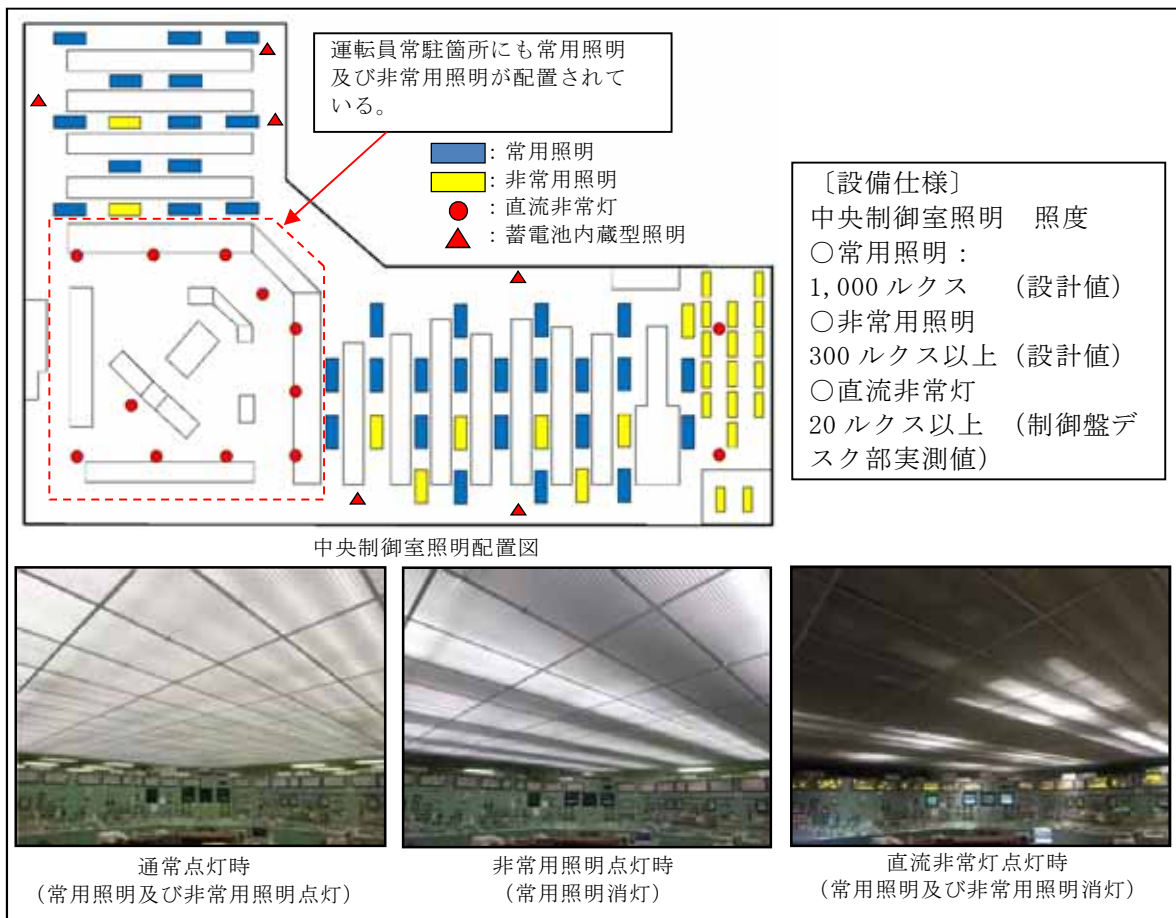 運転員常駐箇所にも常用照明
及び非常用照明が配置されて
いる。
：常用照明
：非常用照明
：直流非常灯
：蓄電池内蔵型照明
〔設備仕様〕
中央制御室照明　照度
○常用照明：
1,000 ルクス　（設計値）
○非常用照明
300 ルクス以上（設計値）
○直流非常灯
20 ルクス以上　（制御盤デ
スク部実測値）
中央制御室照明配置図
通常点灯時
（常用照明及び非常用照明点灯）
非常用照明点灯時
（常用照明消灯）
直流非常灯点灯時
（常用照明及び非常用照明消灯）